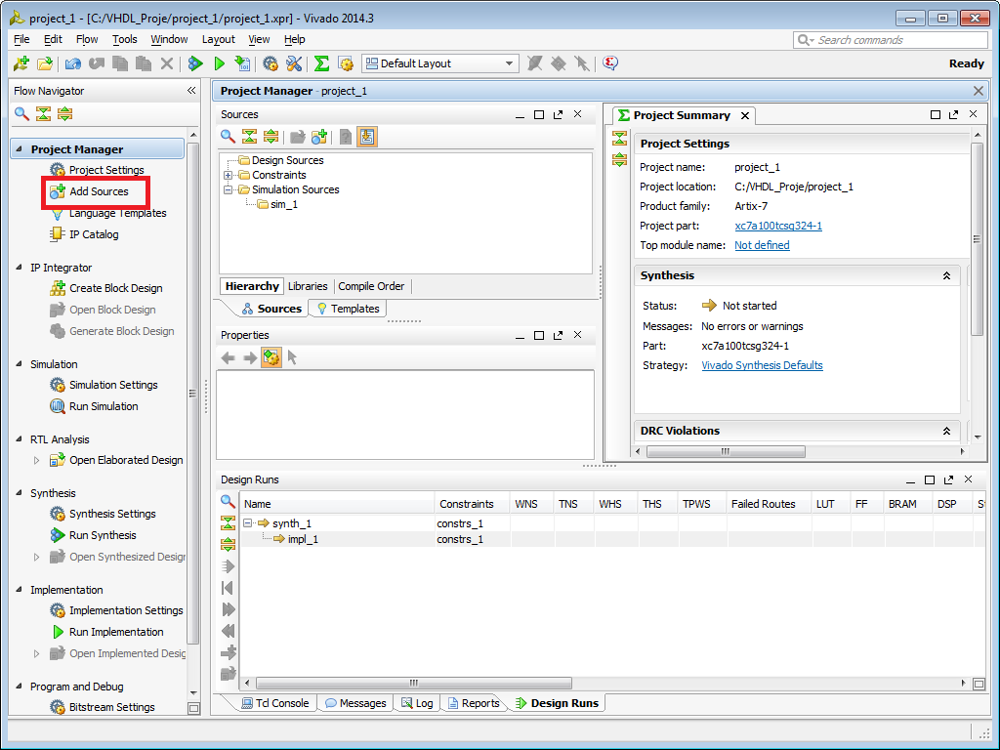 project_1 - [C:/VHDL_Proje/project_1/project_1.xpr] - Vivado 2014.3
File Edit Flow Tools Window Layout View Help
Search commands
Default Layout
Ready
Flow Navigator
Project Manager
Project Settings
Add Sources
Language Templates
IP Catalog
IP Integrator
Create Block Design
Open Block Design
Generate Block Design
Simulation
Simulation Settings
Run Simulation
RTL Analysis
Open Elaborated Design
Synthesis
Synthesis Settings
Run Synthesis
Open Synthesized Design
Implementation
Implementation Settings
Run Implementation
Open Implemented Desig
Program and Debug
Bitstream Settings
Project Manager - project_1
Sources
Design Sources
Constraints
Simulation Sources
sim_1
Hierarchy Libraries Compile Order
Sources Templates
Properties
Project Summary
Project Settings
Project name: project_1
Project location: C:/VHDL_Proje/project_1
Product family: Artix-7
Project part: xc7a100tcsg324-1
Top module name: Not defined
Synthesis
Status: Not started
Messages: No errors or warnings
Part: xc7a100tcsg324-1
Strategy: Vivado Synthesis Defaults
DRC Violations
Design Runs
Name Constraints WNS TNS WHS THS TPWS Failed Routes LUT FF BRAM DSP St
synth_1 constrs_1
impl_1 constrs_1
Tcl Console Messages Log Reports Design Runs